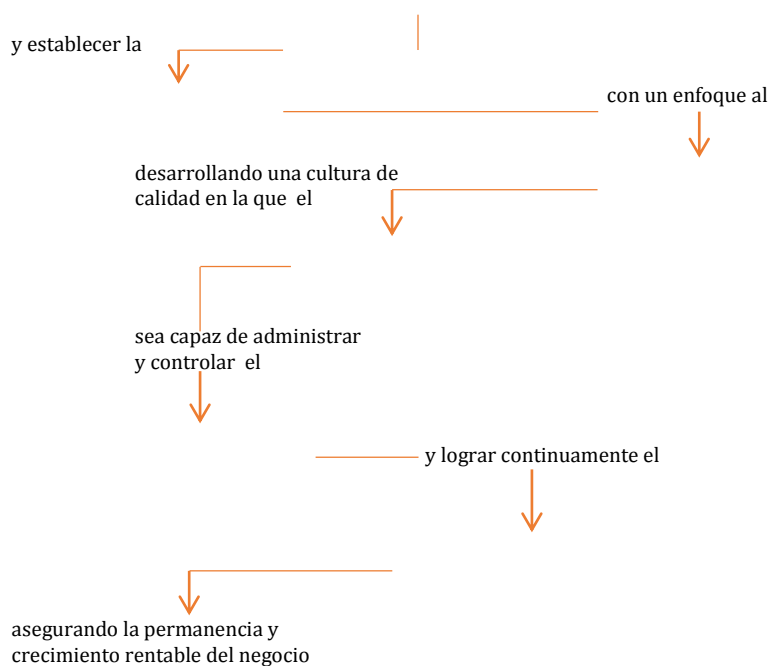 y establecer la
con un enfoque al
desarrollando una cultura de
calidad en la que el
sea capaz de administrar
y controlar el
y lograr continuamente el
asegurando la permanencia y
crecimiento rentable del negocio